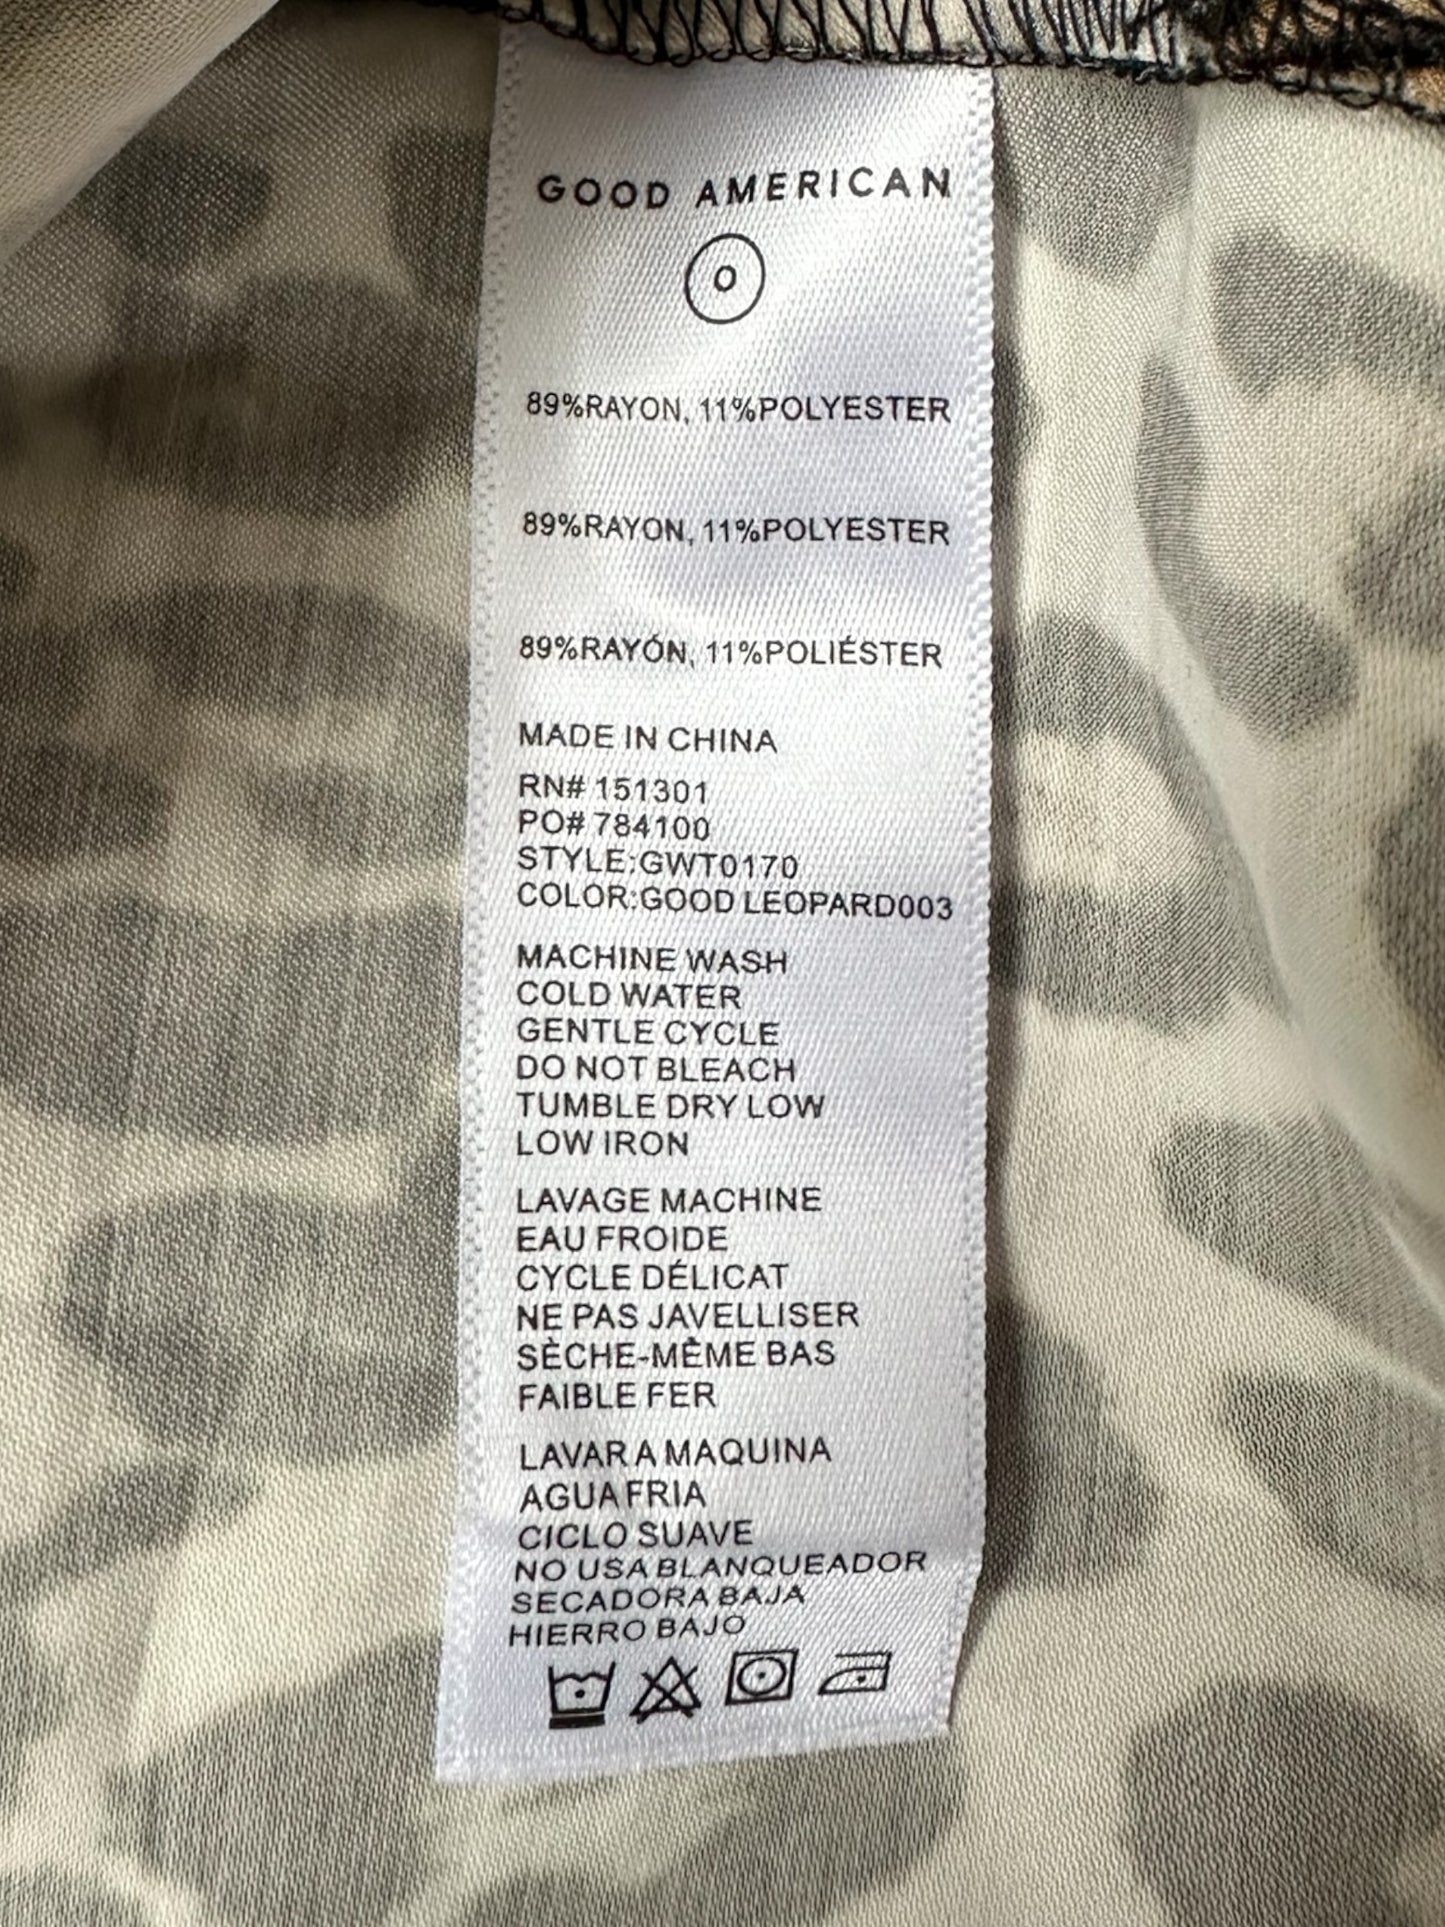 GOOD AMERICAN
0
89%RAYON, 11%POLYESTER
89%RAYON, 11%POLYESTER
89%RAYÓN, 11%POLIÉSTER
MADE IN CHINA
RN# 151301
PO# 784100
STYLE:GWT0170
COLOR:GOOD LEOPARD003
MACHINE WASH
COLD WATER
GENTLE CYCLE
DO NOT BLEACH
TUMBLE DRY LOW
LOW IRON
LAVAGE MACHINE
EAU FROIDE
CYCLE DÉLICAT
NE PAS JAVELLISER
SÈCHE-MÊME BAS
FAIBLE FER
LAVAR A MAQUINA
AGUA FRIA
CICLO SUAVE
NO USA BLANQUEADOR
SECADORA BAJA
HIERRO BAJO